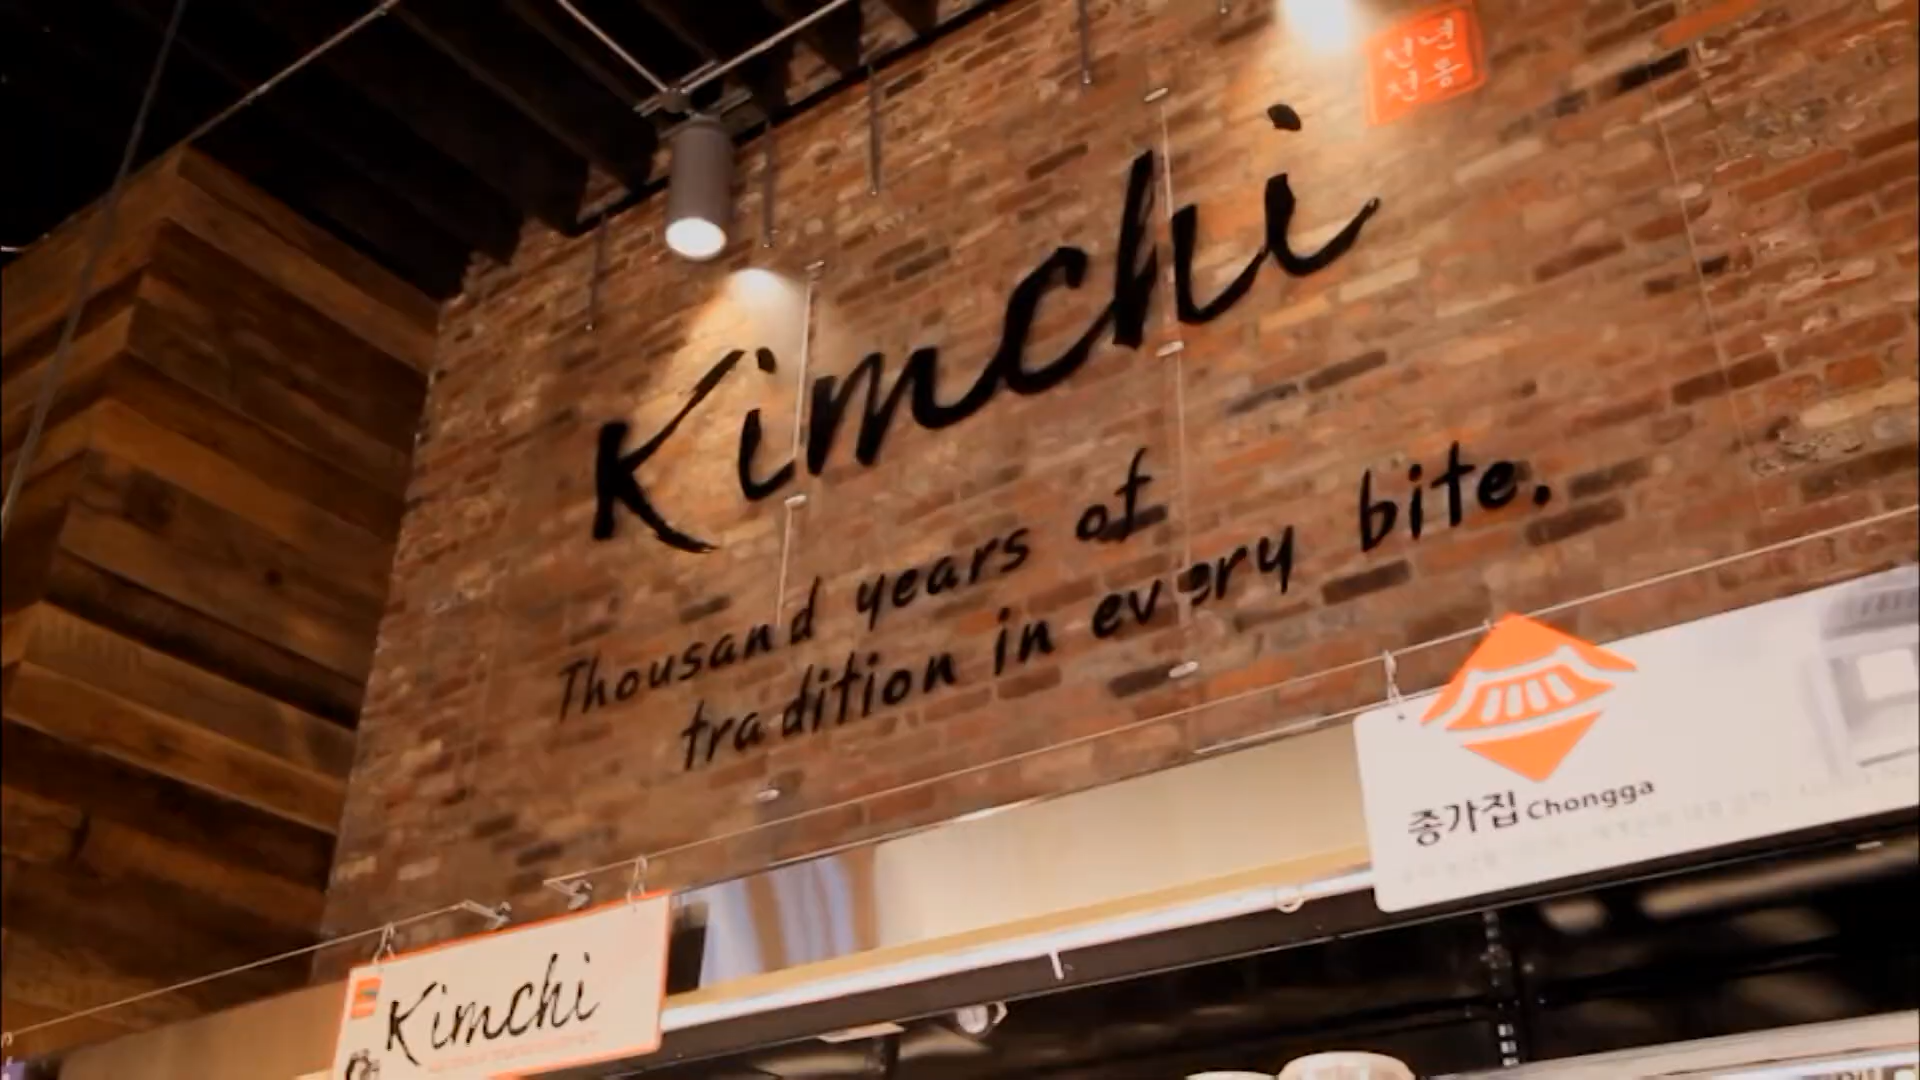 Kimchi
Thousand years of
tradition in every bite.
종가집 Chongga
Kimchi